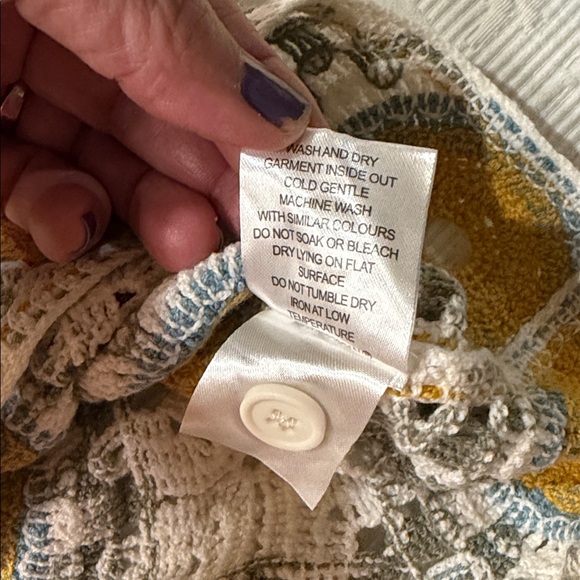 WASH AND DRY
GARMENT INSIDE OUT
COLD GENTLE
MACHINE WASH
WITH SIMILAR COLOURS
DO NOT SOAK OR BLEACH
DRY LYING ON FLAT
SURFACE
DO NOT TUMBLE DRY
IRON AT LOW
TEMPERATURE